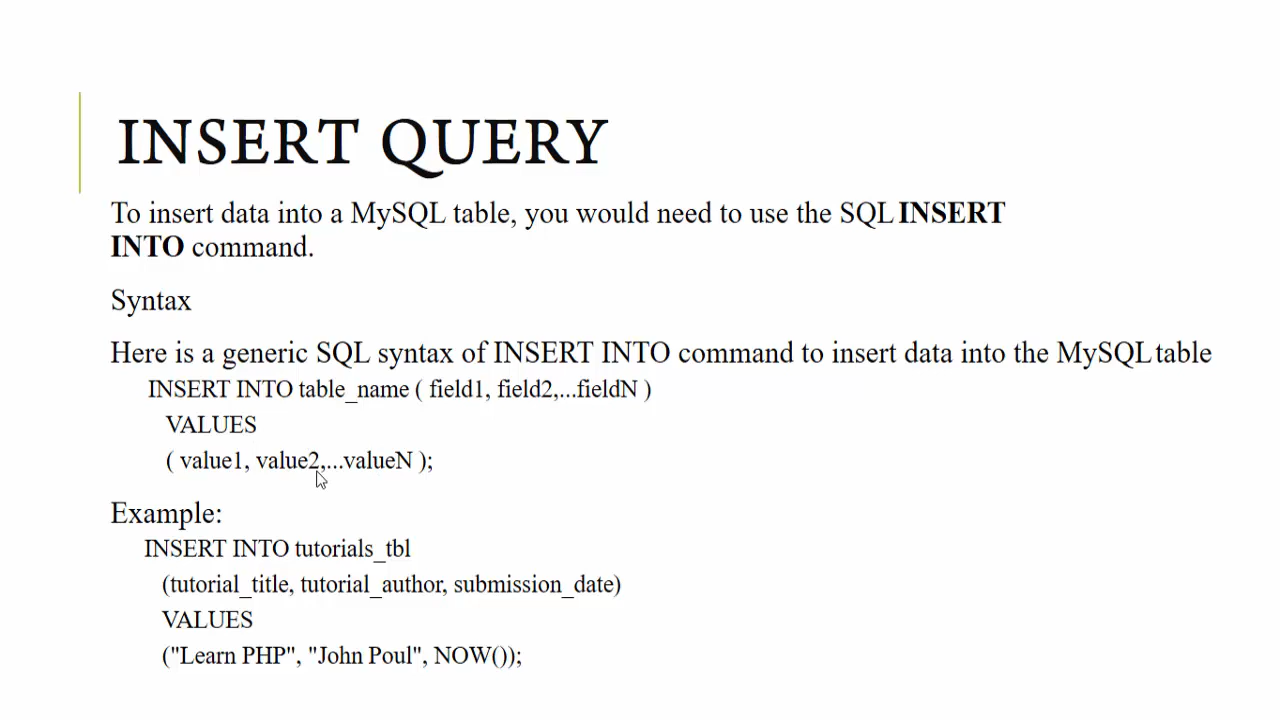 INSERT QUERY
To insert data into a MySQL table, you would need to use the SQL INSERT
INTO command.
Syntax
Here is a generic SQL syntax of INSERT INTO command to insert data into the MySQL table
INSERT INTO table_name ( field1, field2,...fieldN )
VALUES
( value1, value2,...valueN );
Example:
INSERT INTO tutorials_tbl
(tutorial_title, tutorial_author, submission_date)
VALUES
("Learn PHP", "John Poul", NOW());